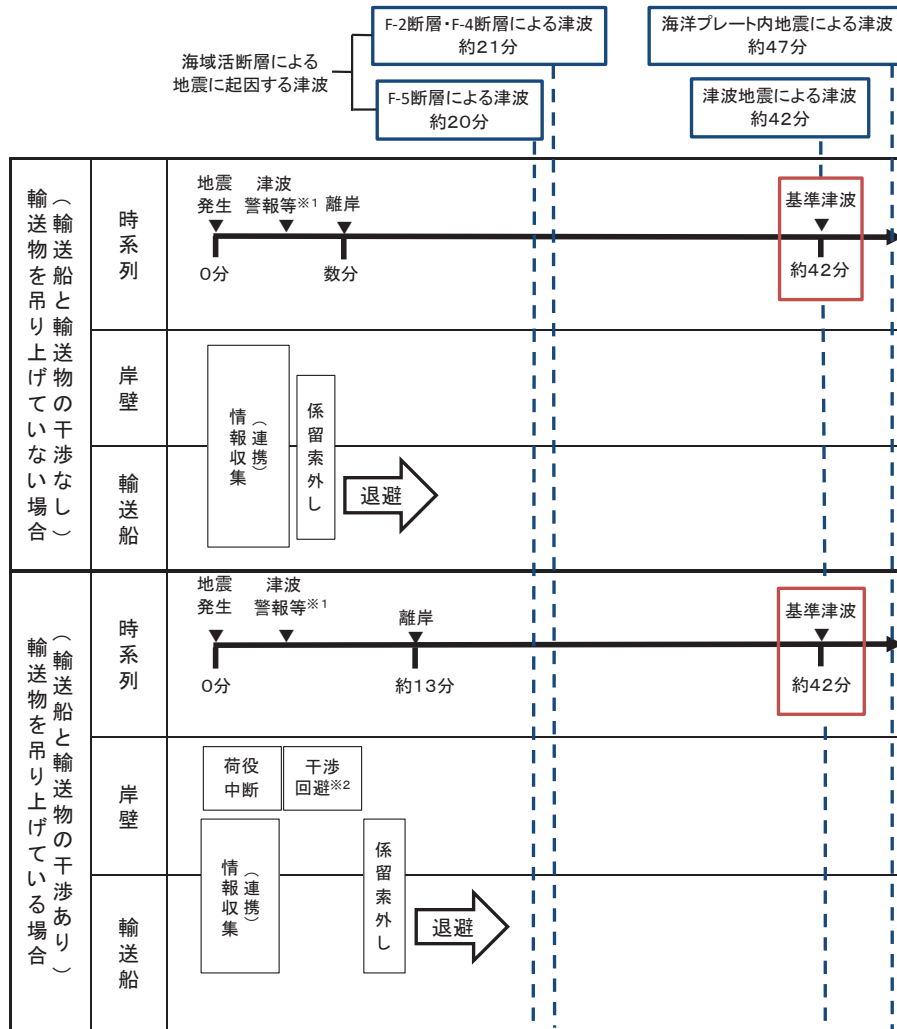 海域活断層による
地震に起因する津波
F-2断層・F-4断層による津波
約21分
F-5断層による津波
約20分
海洋プレート内地震による津波
約47分
津波地震による津波
約42分
輸送物を吊り上げていない場合
(輸送船と輸送物の干渉なし)
時系列
地震
発生
津波
警報等※1
離岸
基準津波
0分
数分
約42分
岸壁
輸送船
情報収集
(連携)
係留索外し
退避
輸送物を吊り上げている場合
(輸送船と輸送物の干渉あり)
時系列
地震
発生
津波
警報等※1
離岸
基準津波
0分
約13分
約42分
岸壁
輸送船
荷役
中断
干渉
回避※2
情報収集
(連携)
係留索外し
退避